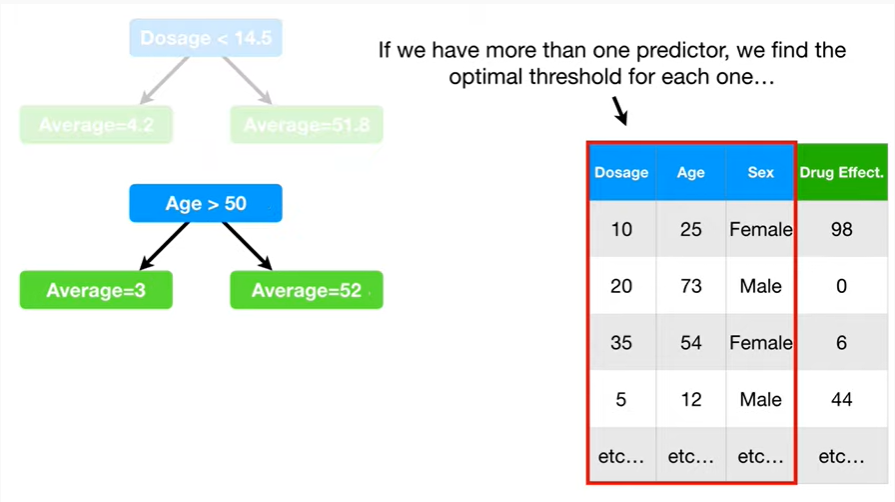 Dosage < 14.5
Average=4.2
Average=51.8
Age > 50
Average=3
Average=52
If we have more than one predictor, we find the
optimal threshold for each one…
Dosage Age Sex Drug Effect.
10 25 Female 98
20 73 Male 0
35 54 Female 6
5 12 Male 44
etc… etc… etc… etc…